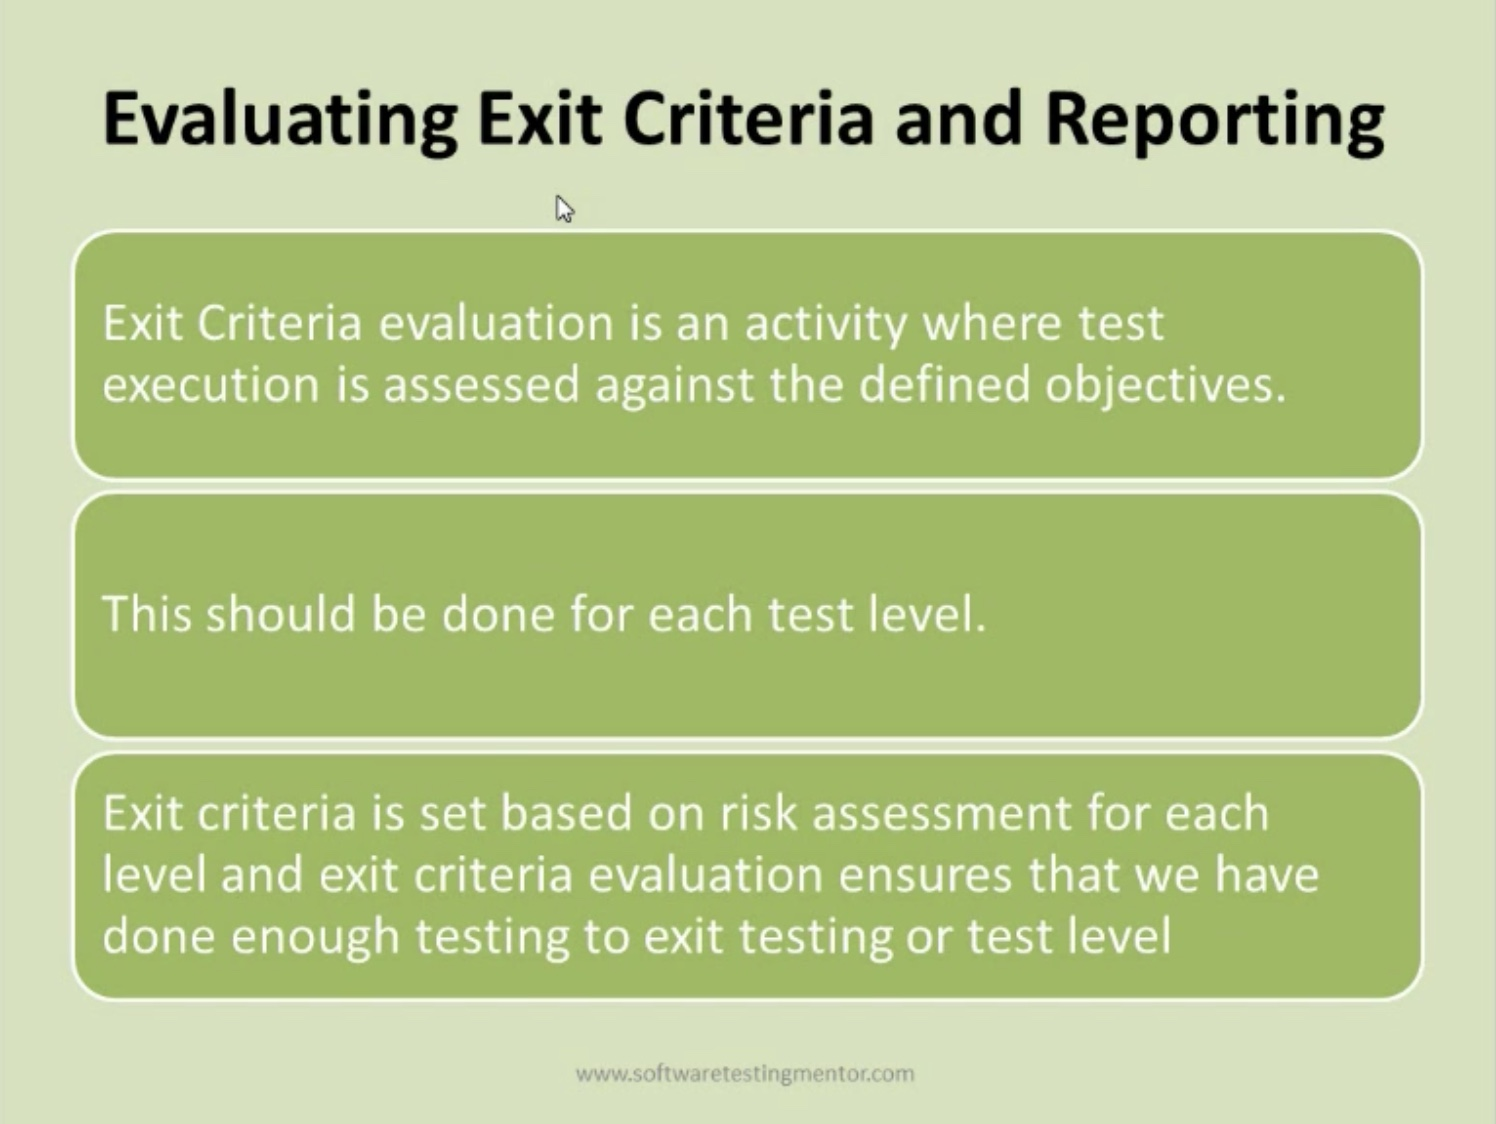 Evaluating Exit Criteria and Reporting
Exit Criteria evaluation is an activity where test
execution is assessed against the defined objectives.
This should be done for each test level.
Exit criteria is set based on risk assessment for each
level and exit criteria evaluation ensures that we have
done enough testing to exit testing or test level
www.softwaretestingmentor.com